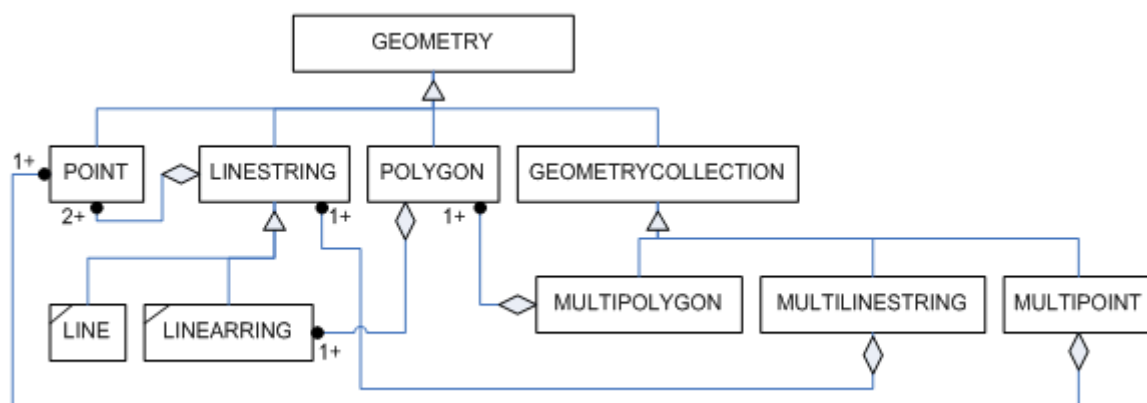 GEOMETRY
1+
POINT
LINESTRING
POLYGON
GEOMETRYCOLLECTION
2+
1+
1+
LINE
LINEARRING
1+
MULTIPOLYGON
MULTILINESTRING
MULTIPOINT